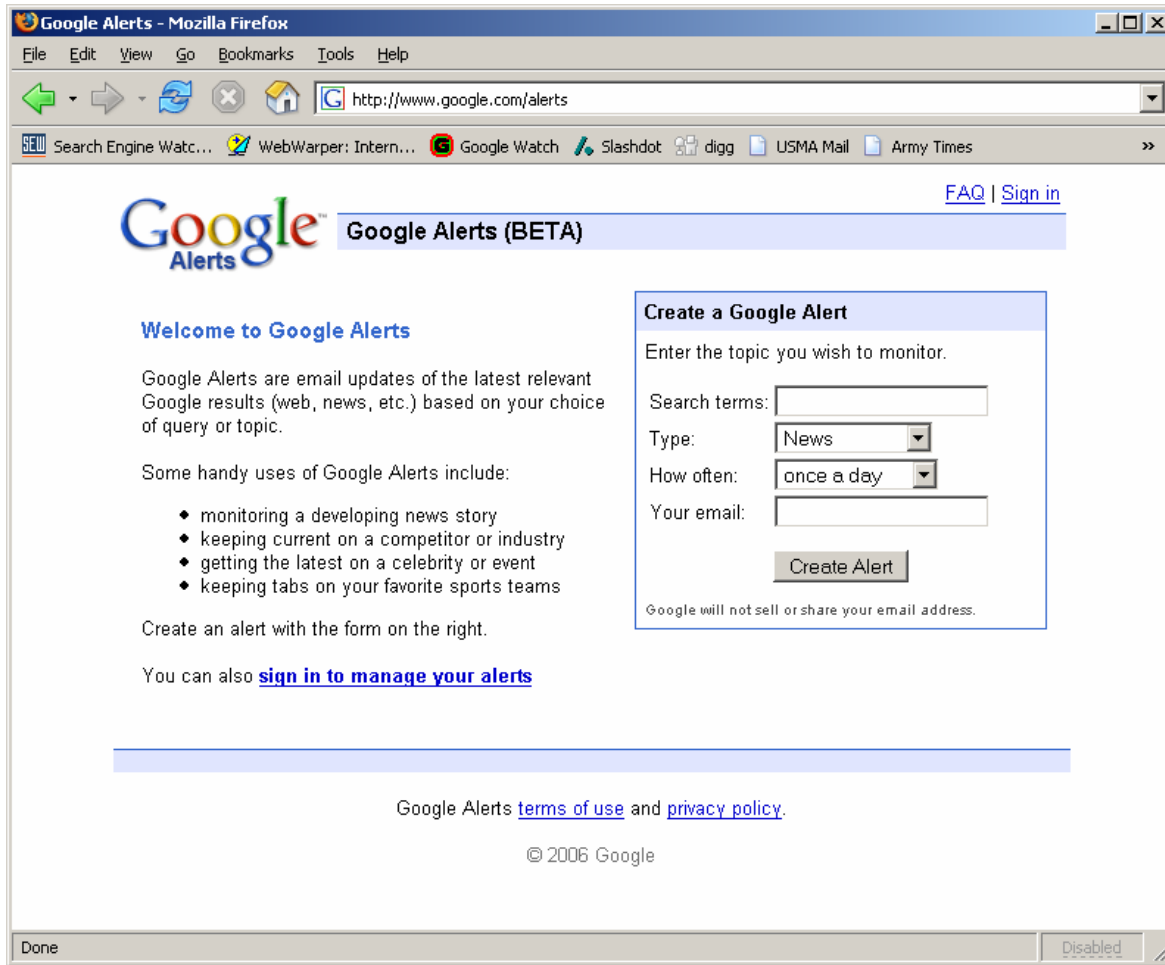 Google Alerts - Mozilla Firefox
File Edit View Go Bookmarks Tools Help
http://www.google.com/alerts
SEW Search Engine Watc... WebWarper: Intern... Google Watch Slashdot digg USMA Mail Army Times »
FAQ | Sign in
Google™ Alerts
Google Alerts (BETA)
Welcome to Google Alerts
Google Alerts are email updates of the latest relevant
Google results (web, news, etc.) based on your choice
of query or topic.
Some handy uses of Google Alerts include:
• monitoring a developing news story
• keeping current on a competitor or industry
• getting the latest on a celebrity or event
• keeping tabs on your favorite sports teams
Create an alert with the form on the right.
You can also sign in to manage your alerts
Create a Google Alert
Enter the topic you wish to monitor.
Search terms:
Type: News
How often: once a day
Your email:
Create Alert
Google will not sell or share your email address.
Google Alerts terms of use and privacy policy.
© 2006 Google
Done Disabled